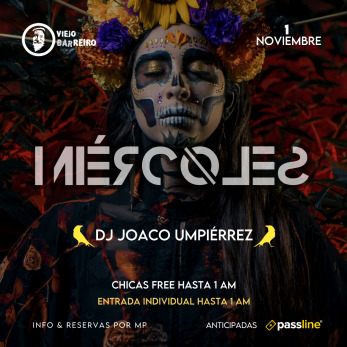 VIEJO
BARREIRO
1
NOVIEMBRE
MIÉRCOLES
DJ JOACO UMPIÉRREZ
CHICAS FREE HASTA 1 AM
ENTRADA INDIVIDUAL HASTA 1 AM
INFO & RESERVAS POR MP
ANTICIPADAS
passline